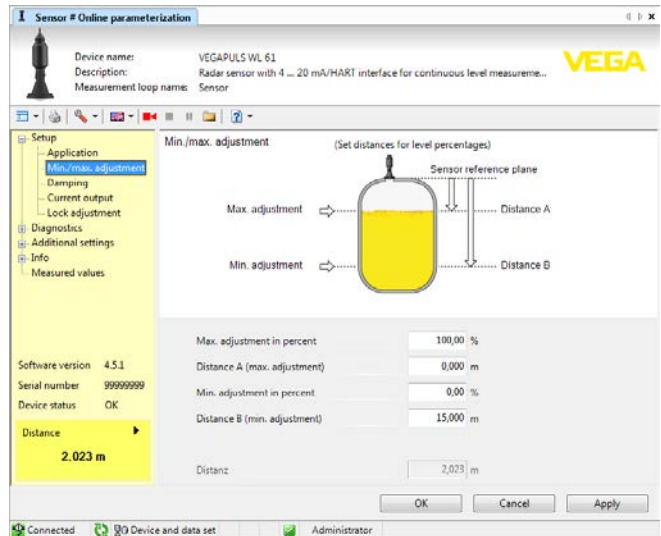 Sensor # Online parameterization
Device name: VEGAPULS WL 61
Description: Radar sensor with 4 ... 20 mA/HART interface for continuous level measureme...
Measurement loop name: Sensor
VEGA
Setup
Application
Min./max. adjustment
Damping
Current output
Lock adjustment
Diagnostics
Additional settings
Info
Measured values
Software version 4.5.1
Serial number 99999999
Device status OK
Distance
2.023 m
Min./max. adjustment
(Set distances for level percentages)
Sensor reference plane
Max. adjustment
Distance A
Min. adjustment
Distance B
Max. adjustment in percent 100,00 %
Distance A (max. adjustment) 0,000 m
Min. adjustment in percent 0,00 %
Distance B (min. adjustment) 15,000 m
Distanz 2,023 m
OK Cancel Apply
Connected Device and data set Administrator